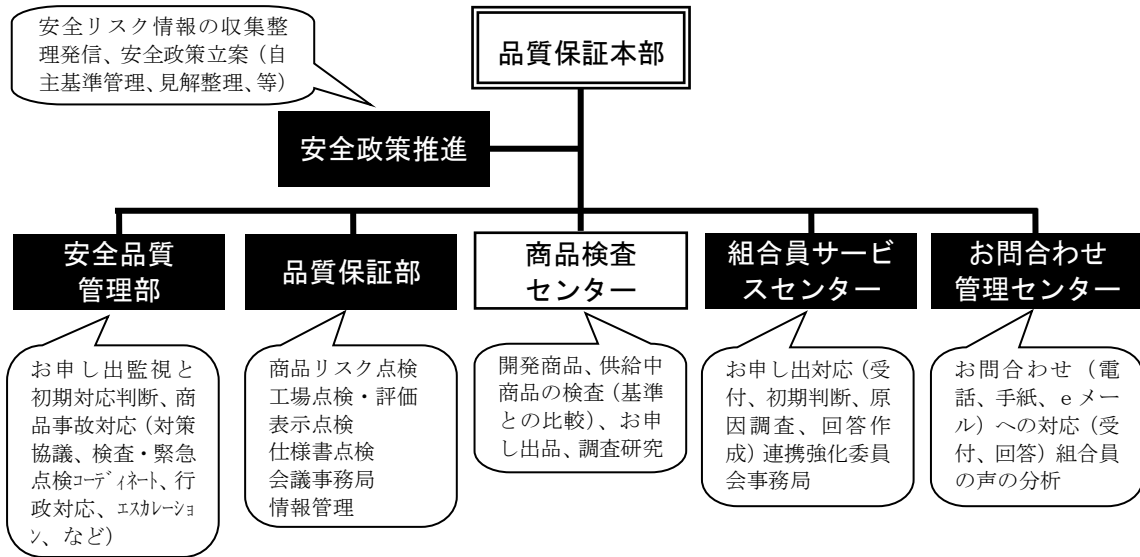 安全リスク情報の収集整
理発信、安全政策立案（自
主基準管理、見解整理、等）
品質保証本部
安全政策推進
安全品質
管理部
品質保証部
商品検査
センター
組合員サービ
スセンター
お問合わせ
管理センター
お申し出監視と
初期対応判断、商
品事故対応（対策
協議、検査・緊急
点検ｺｰﾃﾞｨﾈｰﾄ、行
政対応、ｴｽｶﾚｰｼｮ
ﾝ、など）
商品リスク点検
工場点検・評価
表示点検
仕様書点検
会議事務局
情報管理
開発商品、供給中
商品の検査（基準
との比較）、お申
し出品、調査研究
お申し出対応（受
付、初期判断、原
因調査、回答作
成）連携強化委員
会事務局
お問合わせ（電
話、手紙、ｅメー
ル）への対応（受
付、回答）組合員
の声の分析